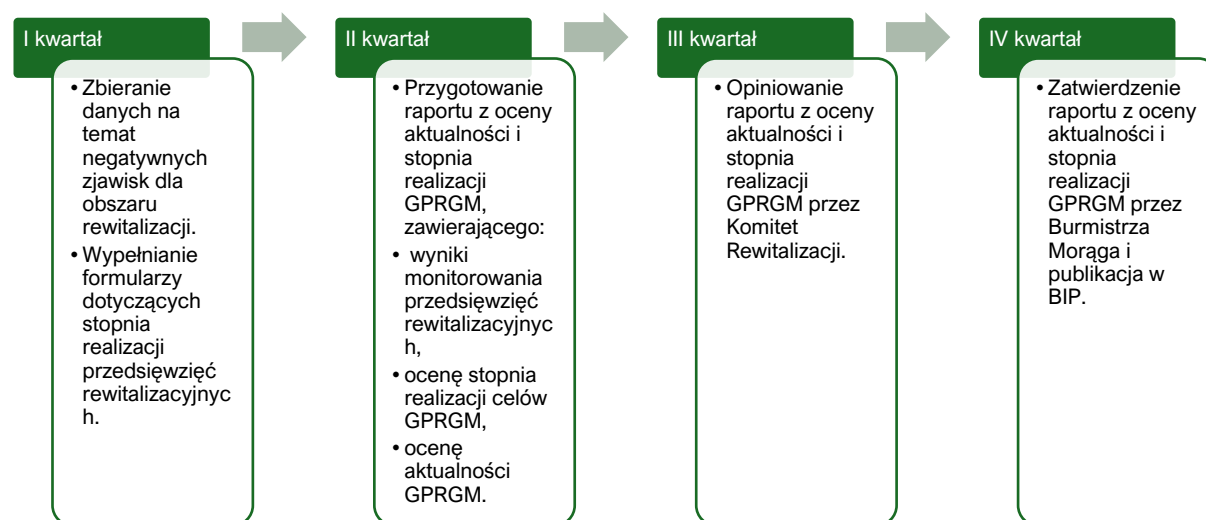 I kwartał
• Zbieranie
danych na
temat
negatywnych
zjawisk dla
obszaru
rewitalizacji.
• Wypełnianie
formularzy
dotyczących
stopnia
realizacji
przedsięwzięć
rewitalizacyjnyc
h.
II kwartał
• Przygotowanie
raportu z oceny
aktualności i
stopnia
realizacji
GPRGM,
zawierającego:
• wyniki
monitorowania
przedsięwzięć
rewitalizacyjnyc
h,
• ocenę stopnia
realizacji celów
GPRGM,
• ocenę
aktualności
GPRGM.
III kwartał
• Opiniowanie
raportu z oceny
aktualności i
stopnia
realizacji
GPRGM przez
Komitet
Rewitalizacji.
IV kwartał
• Zatwierdzenie
raportu z oceny
aktualności i
stopnia
realizacji
GPRGM przez
Burmistrza
Morąga i
publikacja w
BIP.